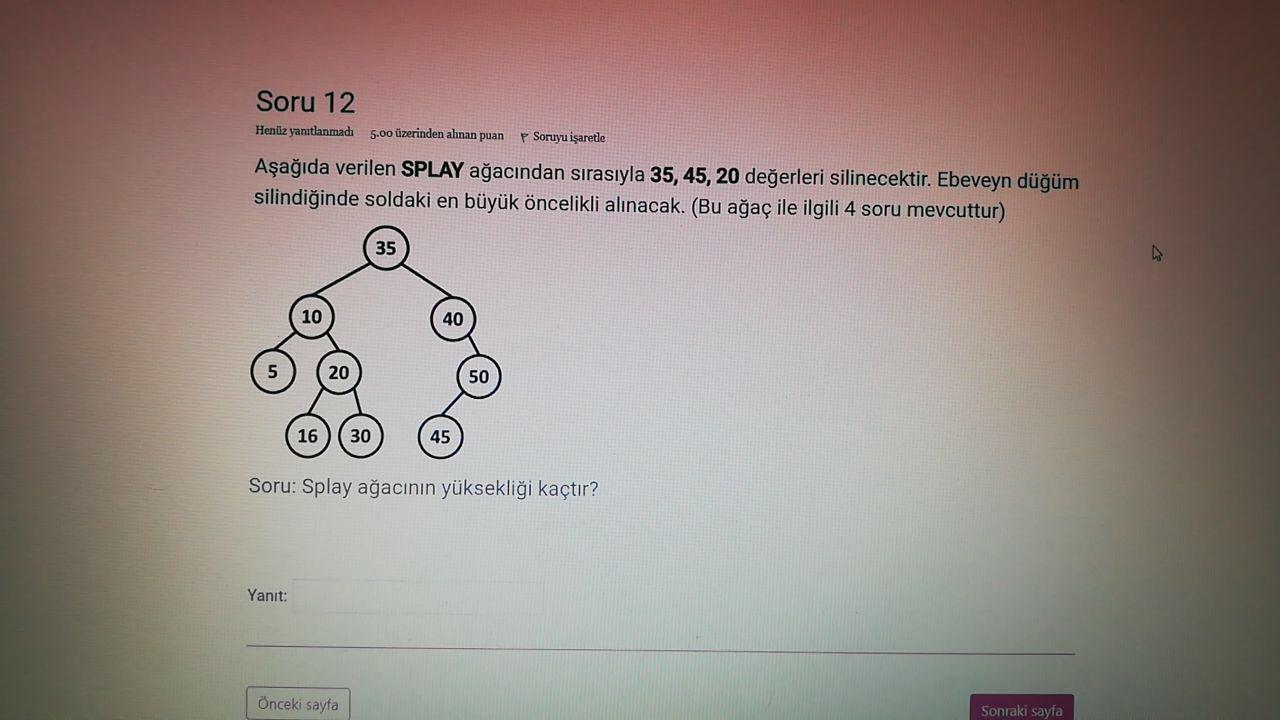 Soru 12
Henüz yanıtlanmadı 5.00 üzerinden alınan puan Soruyu işaretle
Aşağıda verilen SPLAY ağacından sırasıyla 35, 45, 20 değerleri silinecektir. Ebeveyn düğüm
silindiğinde soldaki en büyük öncelikli alınacak. (Bu ağaç ile ilgili 4 soru mevcuttur)
35
10 40
5 20 50
16 30 45
Soru: Splay ağacının yüksekliği kaçtır?
Yanıt:
Önceki sayfa Sonraki sayfa